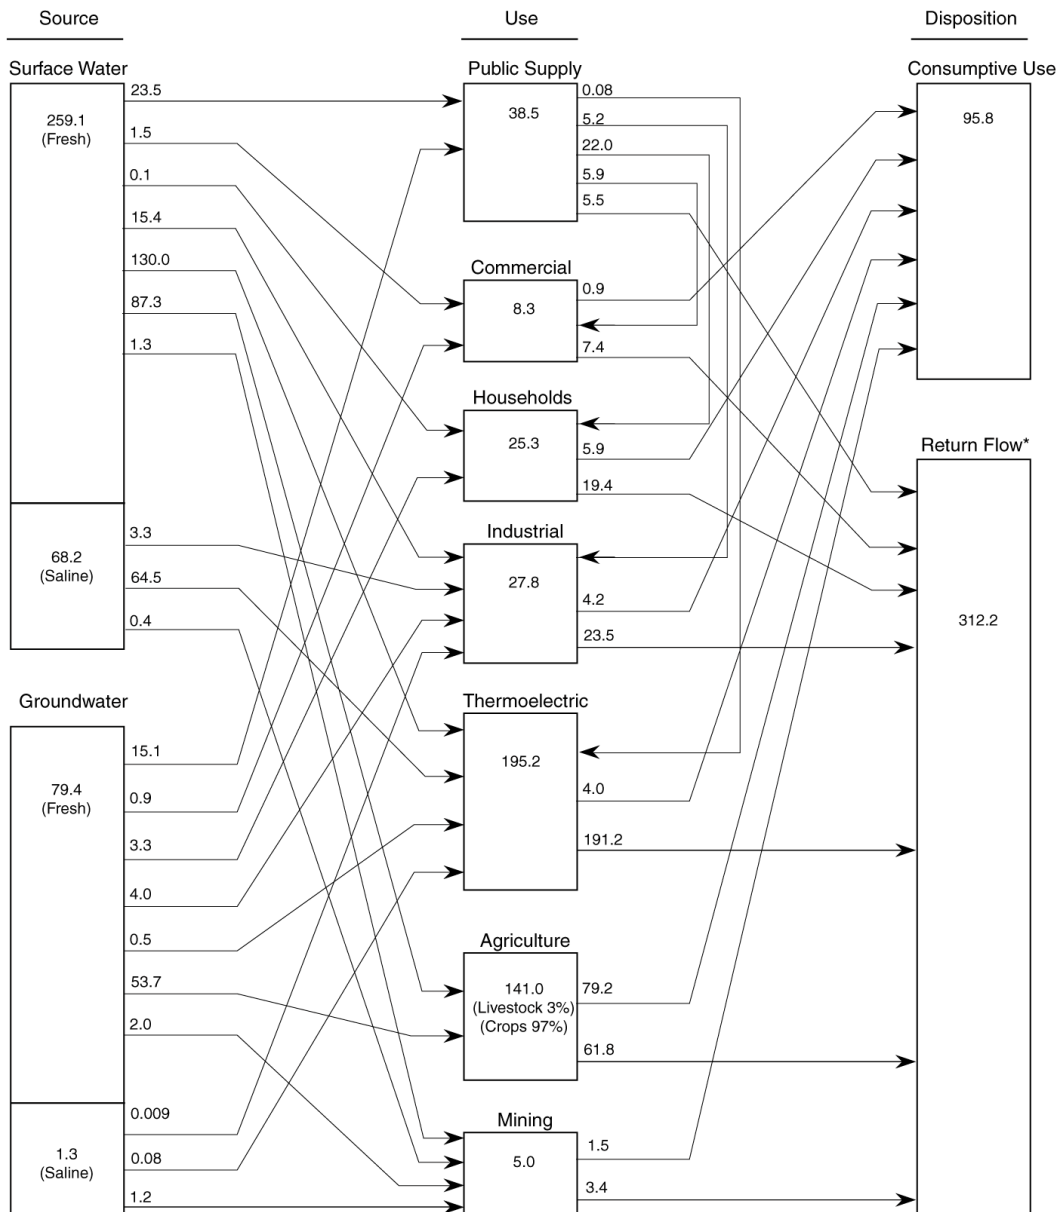 Source
Use
Disposition
Surface Water
Public Supply
Consumptive Use
259.1
(Fresh)
23.5
1.5
0.1
15.4
130.0
87.3
1.3
68.2
(Saline)
3.3
64.5
0.4
Groundwater
79.4
(Fresh)
15.1
0.9
3.3
4.0
0.5
53.7
2.0
1.3
(Saline)
0.009
0.08
1.2
38.5
0.08
5.2
22.0
5.9
5.5
Commercial
8.3
0.9
7.4
Households
25.3
5.9
19.4
Industrial
27.8
4.2
23.5
Thermoelectric
195.2
4.0
191.2
Agriculture
141.0
(Livestock 3%)
(Crops 97%)
79.2
61.8
Mining
5.0
1.5
3.4
95.8
Return Flow*
312.2